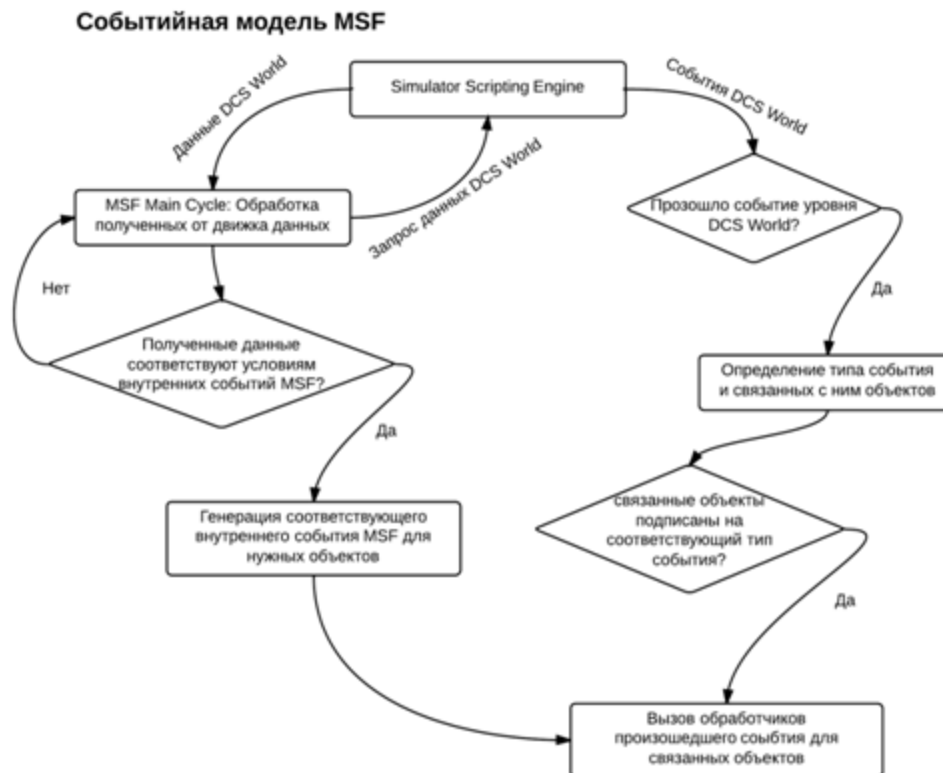 Событийная модель MSF
Simulator Scripting Engine
Данные DCS World
События DCS World
Запрос данных DCS World
MSF Main Cycle: Обработка
полученных от движка данных
Прозошло событие уровня
DCS World?
Нет
Да
Полученные данные
соответствуют условиям
внутренних событий MSF?
Определение типа события
и связанных с ним объектов
Да
связанные объекты
подписаны на
соответствующий тип
события?
Генерация соответствующего
внутреннего события MSF для
нужных объектов
Да
Вызов обработчиков
произошедшего соыбтия для
связанных объектов